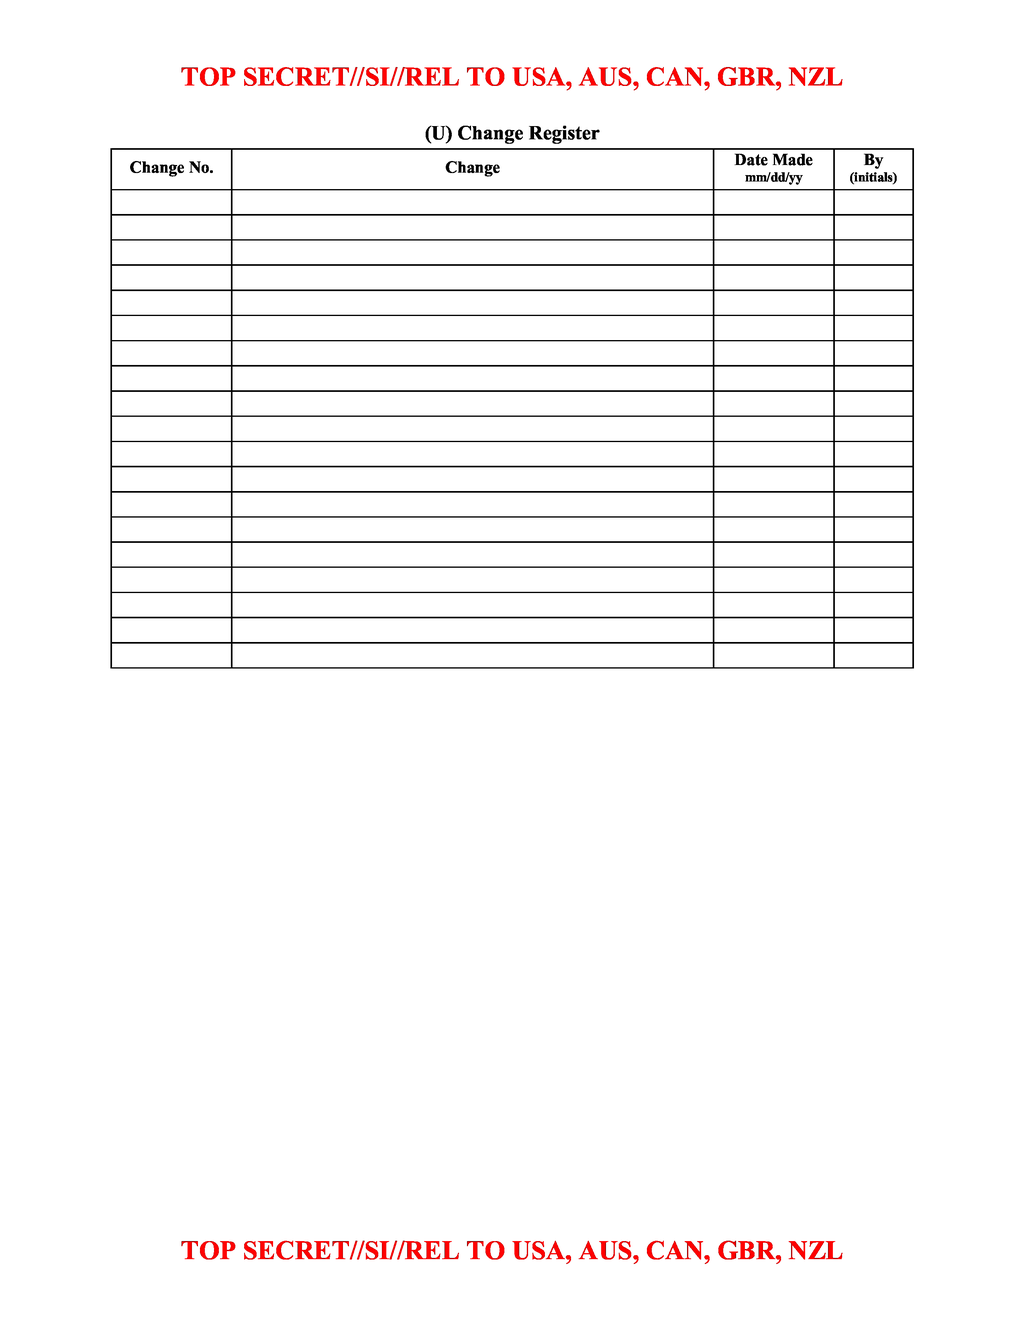 TOP SECRET//SI//REL TO USA, AUS, CAN, GBR, NZL
(U) Change Register
Change No. Change Date Made By
mm/dd/yy (initials)
TOP SECRET//SI//REL TO USA, AUS, CAN, GBR, NZL